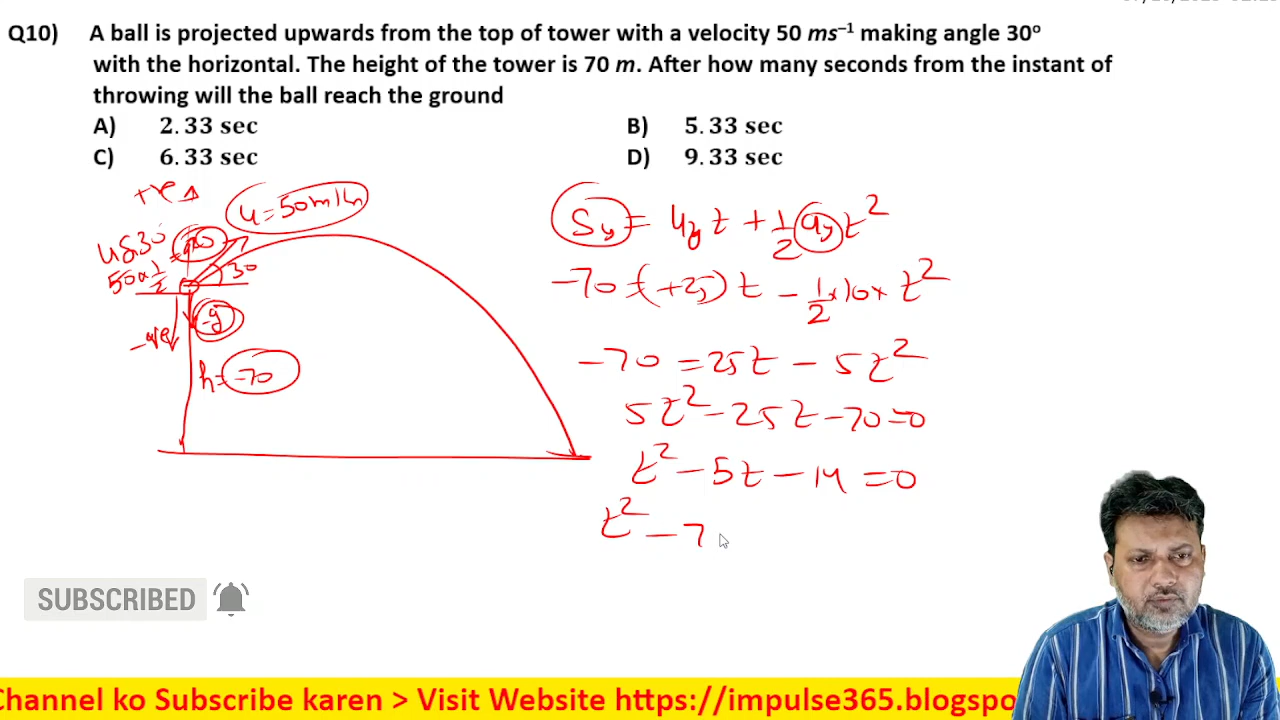 Q10) A ball is projected upwards from the top of tower with a velocity 50 ms⁻¹ making angle 30°
with the horizontal. The height of the tower is 70 m. After how many seconds from the instant of
throwing will the ball reach the ground
A) 2.33 sec B) 5.33 sec
C) 6.33 sec D) 9.33 sec
+ve
u=50m/s
30
50×1/2
-ve
-g
h=-70
Sy = uy t + 1/2 ay t²
-70 = (+25) t - 1/2 × 10 × t²
-70 = 25t - 5t²
5t² - 25t - 70 = 0
t² - 5t - 14 = 0
t² - 7
SUBSCRIBED
Channel ko Subscribe karen > Visit Website https://impulse365.blogspo